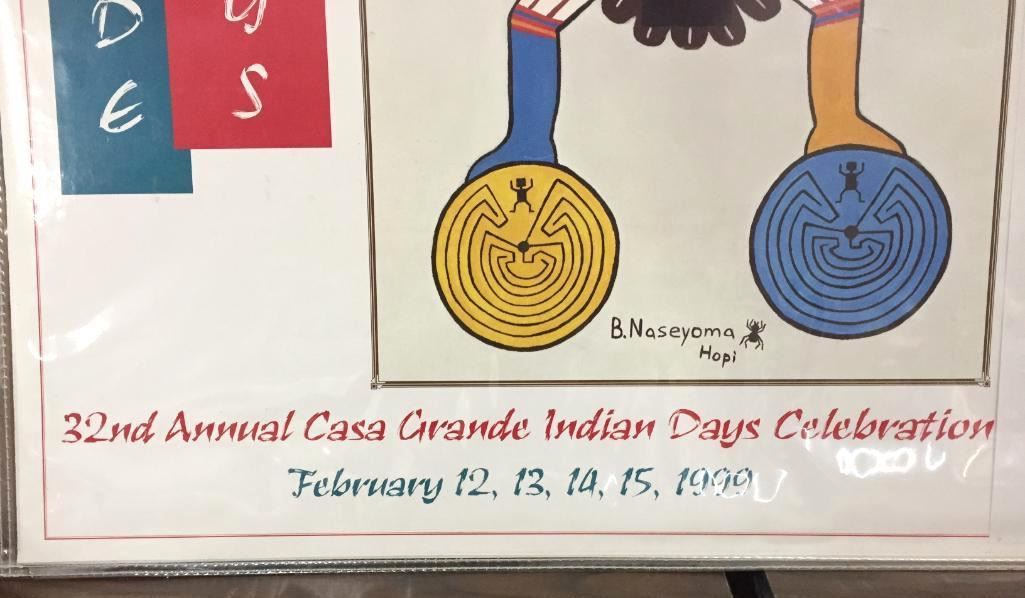 D
E
Y
S
B.Naseyoma
Hopi
32nd Annual Casa Grande Indian Days Celebration
February 12, 13, 14, 15, 1999